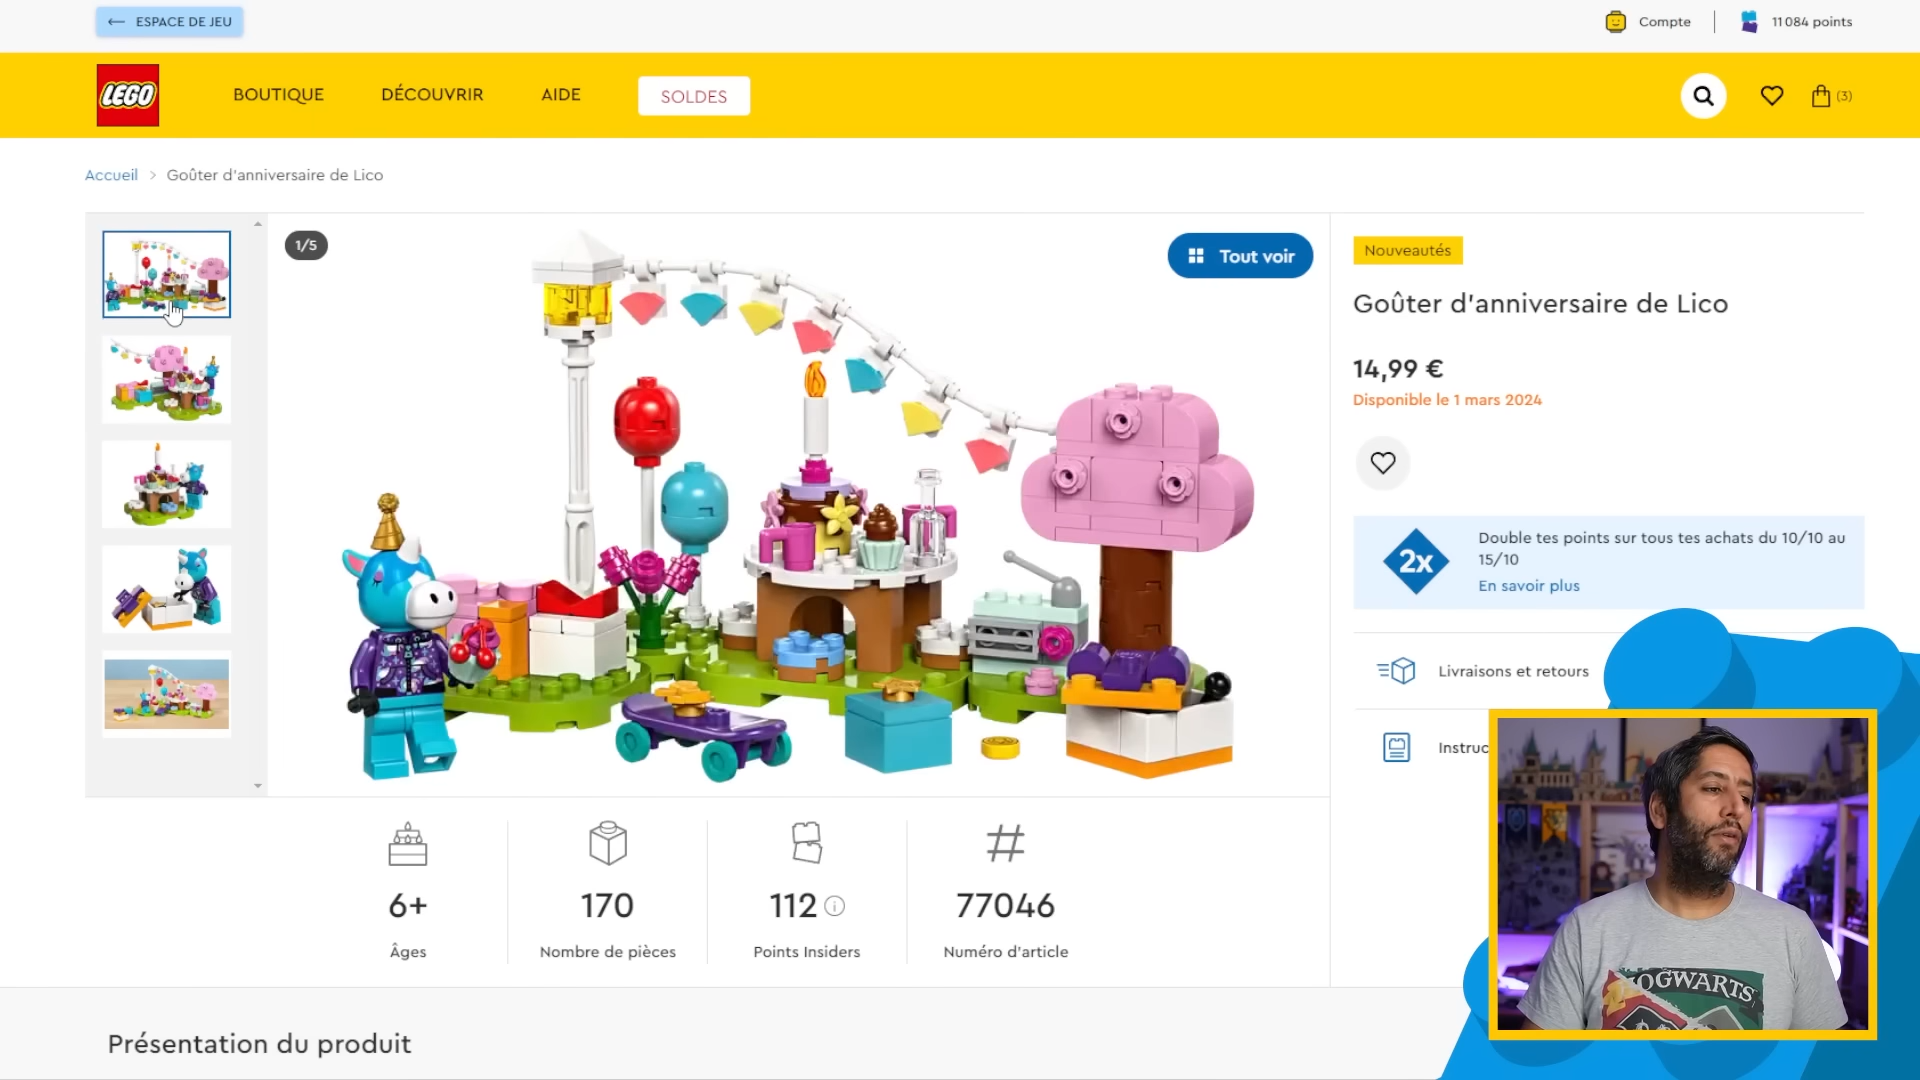 ESPACE DE JEU
Compte
11 084 points
LEGO
BOUTIQUE
DÉCOUVRIR
AIDE
SOLDES
(3)
Accueil > Goûter d'anniversaire de Lico
1/5
Tout voir
Nouveautés
Goûter d'anniversaire de Lico
14,99 €
Disponible le 1 mars 2024
2x
Double tes points sur tous tes achats du 10/10 au
15/10
En savoir plus
Livraisons et retours
Instruc
6+
Âges
170
Nombre de pièces
112
Points Insiders
#
77046
Numéro d'article
HOGWARTS
Présentation du produit